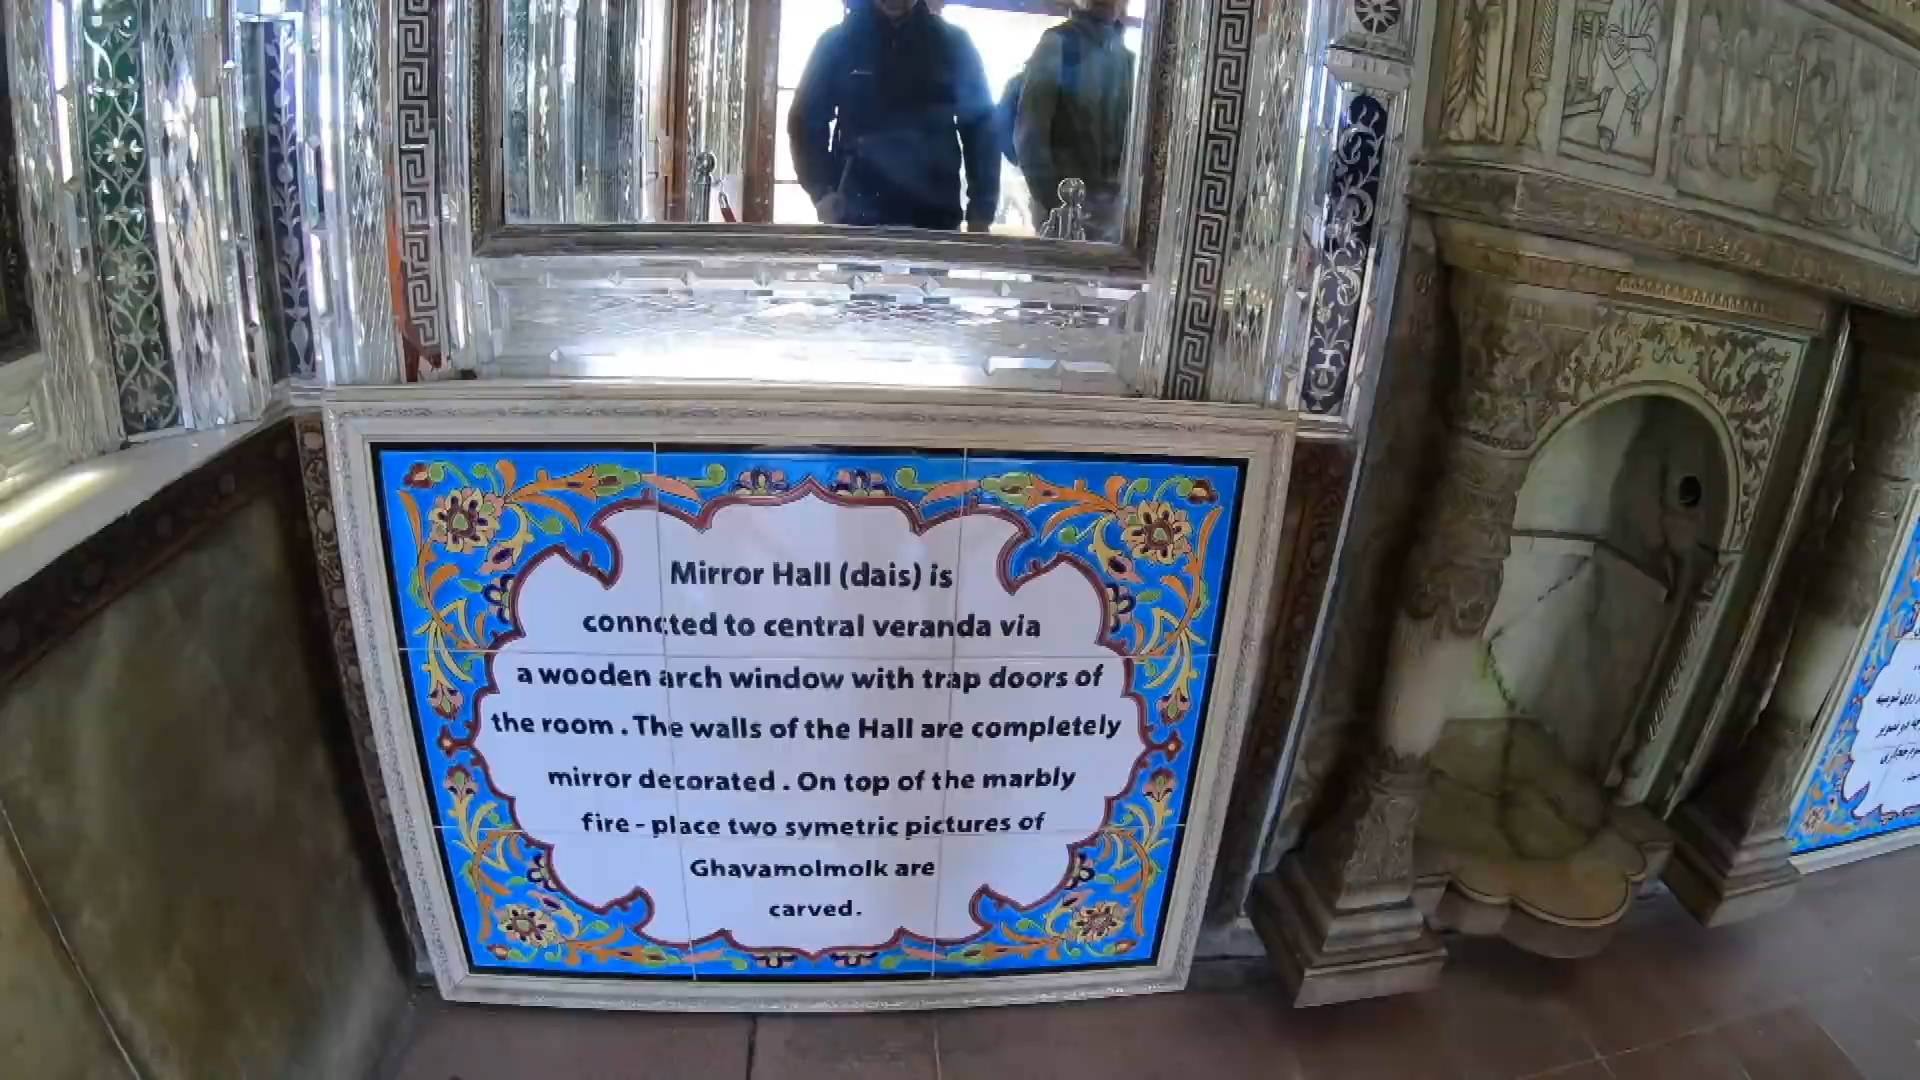 Mirror Hall (dais) is
conncted to central veranda via
a wooden arch window with trap doors of
the room . The walls of the Hall are completely
mirror decorated . On top of the marbly
fire - place two symetric pictures of
Ghavamolmolk are
carved.